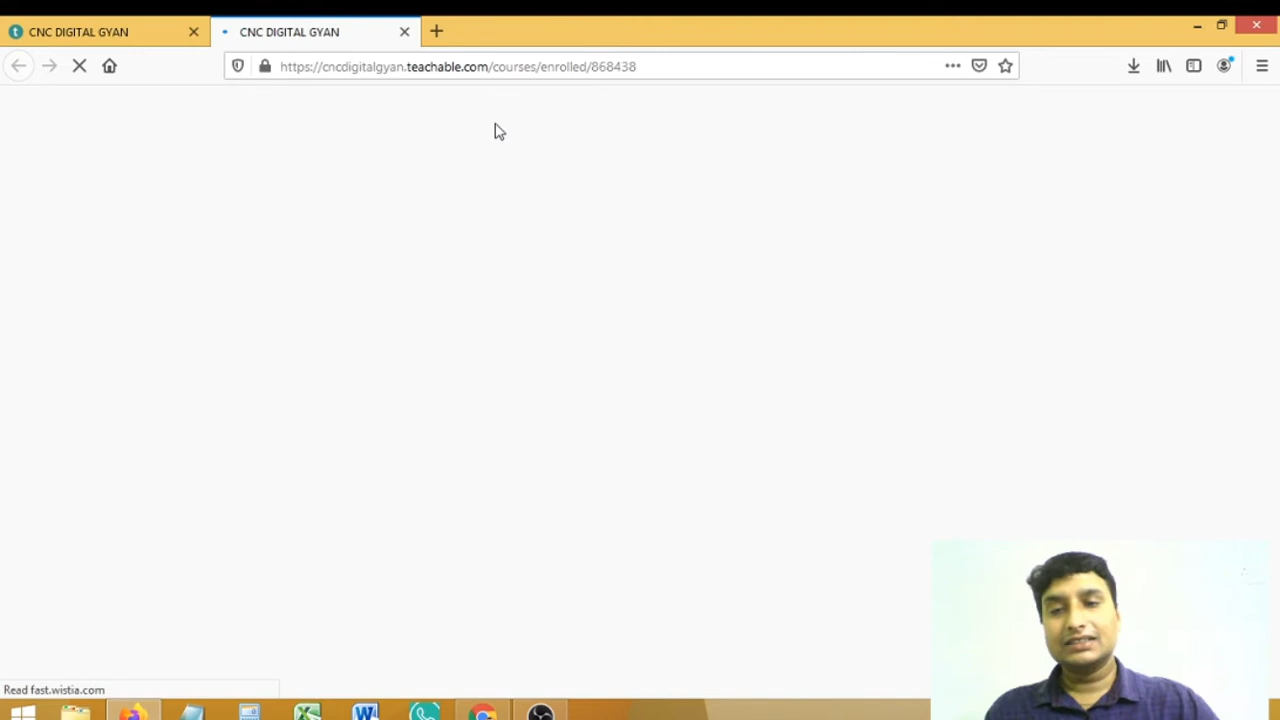 CNC DIGITAL GYAN
CNC DIGITAL GYAN
https://cncdigitalgyan.teachable.com/courses/enrolled/868438
Read fast.wistia.com